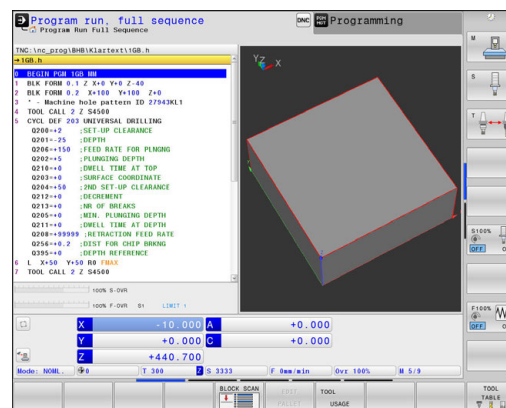 Program run, full sequence
Program Run Full Sequence
DNC
Programming
TNC:\nc_prog\BHB\Klartext\1GB.h
→1GB.h
0 BEGIN PGM 1GB MM
1 BLK FORM 0.1 Z X+0 Y+0 Z-40
2 BLK FORM 0.2 X+100 Y+100 Z+0
3 * - Machine hole pattern ID 27943KL1
4 TOOL CALL 2 Z S4500
5 CYCL DEF 203 UNIVERSAL DRILLING
Q200=+2 ;SET-UP CLEARANCE
Q201=-25 ;DEPTH
Q206=+150 ;FEED RATE FOR PLNGNG
Q202=+5 ;PLUNGING DEPTH
Q210=+0 ;DWELL TIME AT TOP
Q203=+0 ;SURFACE COORDINATE
Q204=+50 ;2ND SET-UP CLEARANCE
Q212=+0 ;DECREMENT
Q213=+0 ;NR OF BREAKS
Q205=+0 ;MIN. PLUNGING DEPTH
Q211=+0 ;DWELL TIME AT DEPTH
Q208=+99999 ;RETRACTION FEED RATE
Q256=+0.2 ;DIST FOR CHIP BRKNG
Q395=+0 ;DEPTH REFERENCE
6 L X+50 Y+50 R0 FMAX
7 TOOL CALL 2 Z S4500
Y Z X
100% S-OVR
100% F-OVR S1 LIMIT 1
X -10.000 A +0.000
Y +0.000 C +0.000
Z +440.700
Mode: NOML. 0 T 300 Z S 3333 F 0mm/min Ovr 100% M 5/9
BLOCK SCAN
EDIT
PALLET
TOOL
USAGE
TOOL
TABLE
M
S
T
S100%
OFF
F100%
OFF